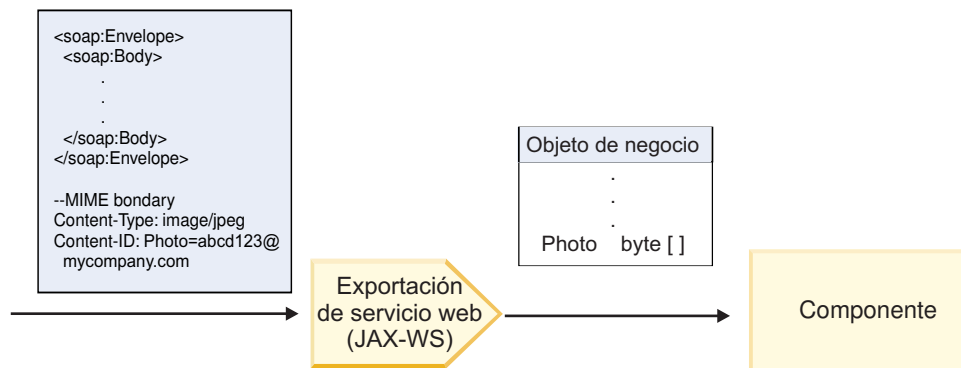 <soap:Envelope>
<soap:Body>
.
.
.
</soap:Body>
</soap:Envelope>
--MIME bondary
Content-Type: image/jpeg
Content-ID: Photo=abcd123@
mycompany.com
Exportación
de servicio web
(JAX-WS)
Objeto de negocio
.
.
.
Photo byte [ ]
Componente